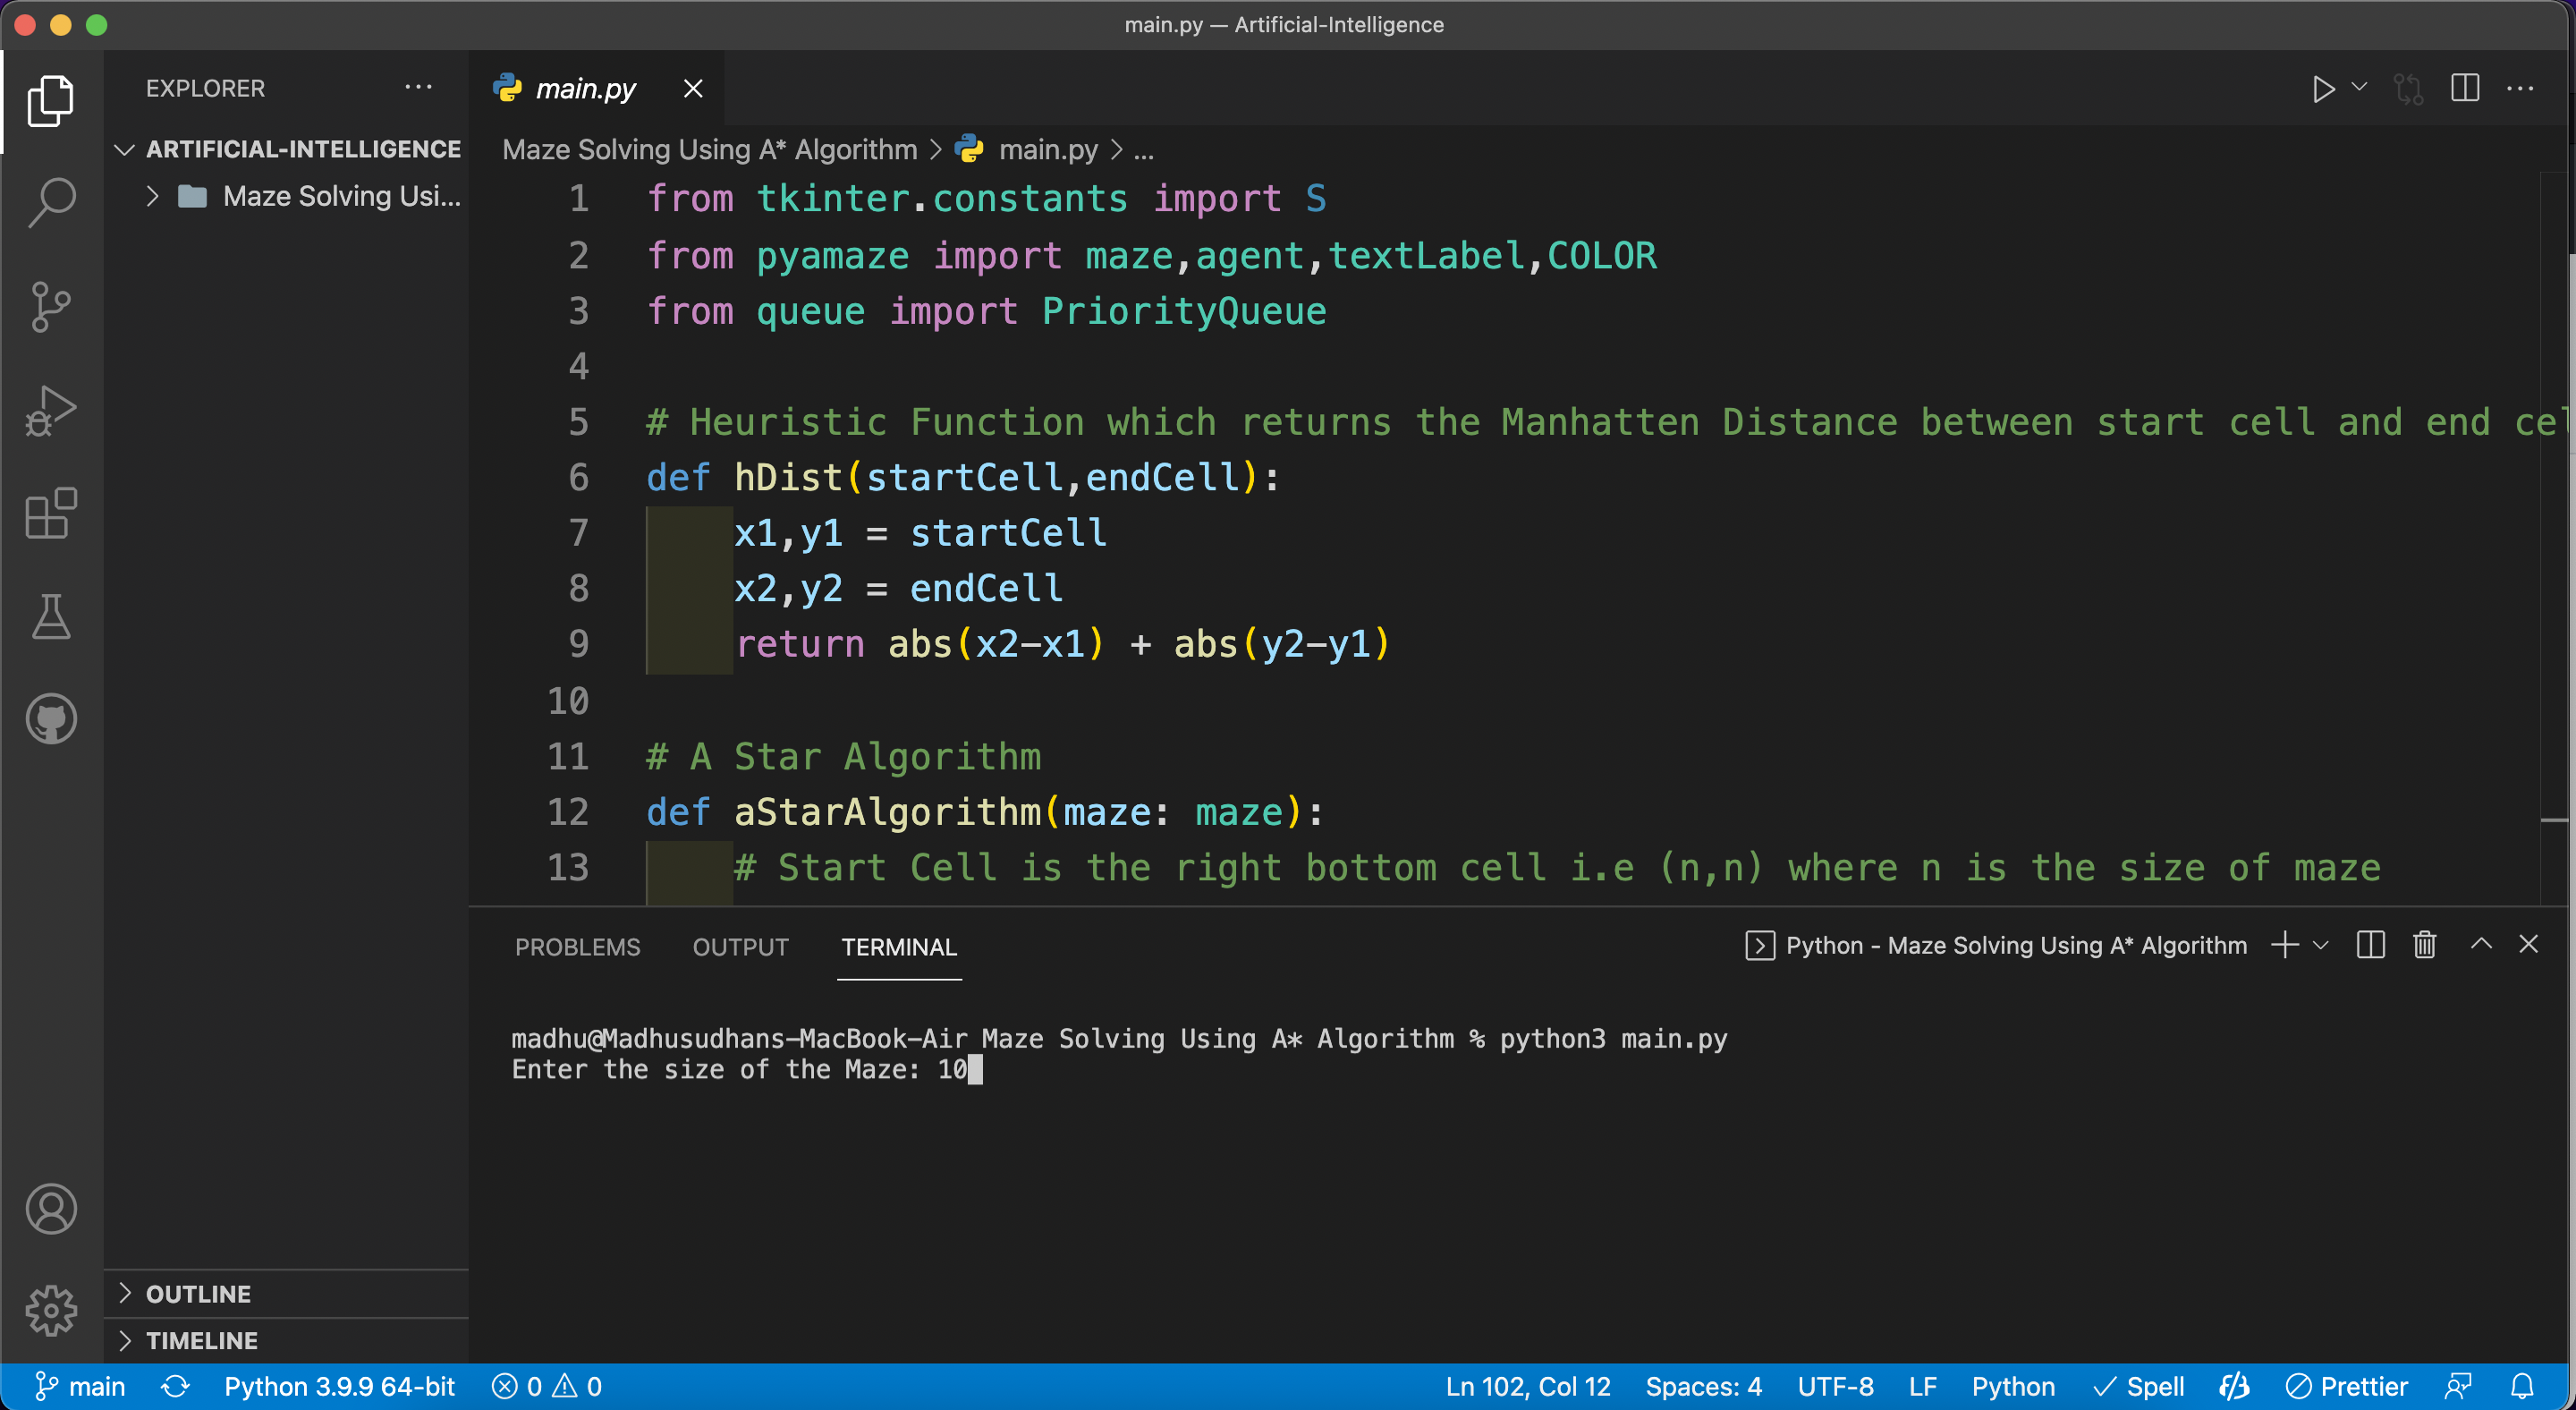 main.py — Artificial-Intelligence
EXPLORER
ARTIFICIAL-INTELLIGENCE
Maze Solving Usi...
main.py
Maze Solving Using A* Algorithm > main.py > ...
1 from tkinter.constants import S
2 from pyamaze import maze,agent,textLabel,COLOR
3 from queue import PriorityQueue
4
5 # Heuristic Function which returns the Manhatten Distance between start cell and end cel
6 def hDist(startCell,endCell):
7 x1,y1 = startCell
8 x2,y2 = endCell
9 return abs(x2-x1) + abs(y2-y1)
10
11 # A Star Algorithm
12 def aStarAlgorithm(maze: maze):
13 # Start Cell is the right bottom cell i.e (n,n) where n is the size of maze
PROBLEMS OUTPUT TERMINAL Python - Maze Solving Using A* Algorithm
madhu@Madhusudhans-MacBook-Air Maze Solving Using A* Algorithm % python3 main.py
Enter the size of the Maze: 10
OUTLINE
TIMELINE
main Python 3.9.9 64-bit 0 0 Ln 102, Col 12 Spaces: 4 UTF-8 LF Python Spell Prettier